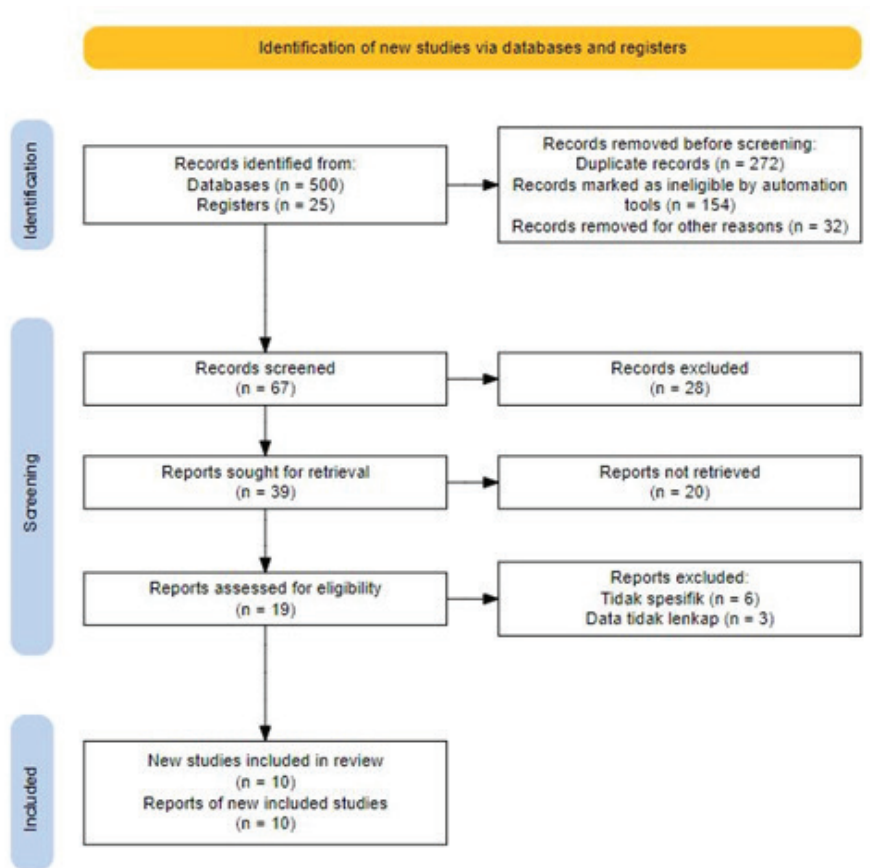 Identification of new studies via databases and registers
Identification
Records identified from:
Databases (n = 500)
Registers (n = 25)
Records removed before screening:
Duplicate records (n = 272)
Records marked as ineligible by automation
tools (n = 154)
Records removed for other reasons (n = 32)
Screening
Records screened
(n = 67)
Records excluded
(n = 28)
Reports sought for retrieval
(n = 39)
Reports not retrieved
(n = 20)
Reports assessed for eligibility
(n = 19)
Reports excluded:
Tidak spesifik (n = 6)
Data tidak lenkap (n = 3)
Included
New studies included in review
(n = 10)
Reports of new included studies
(n = 10)